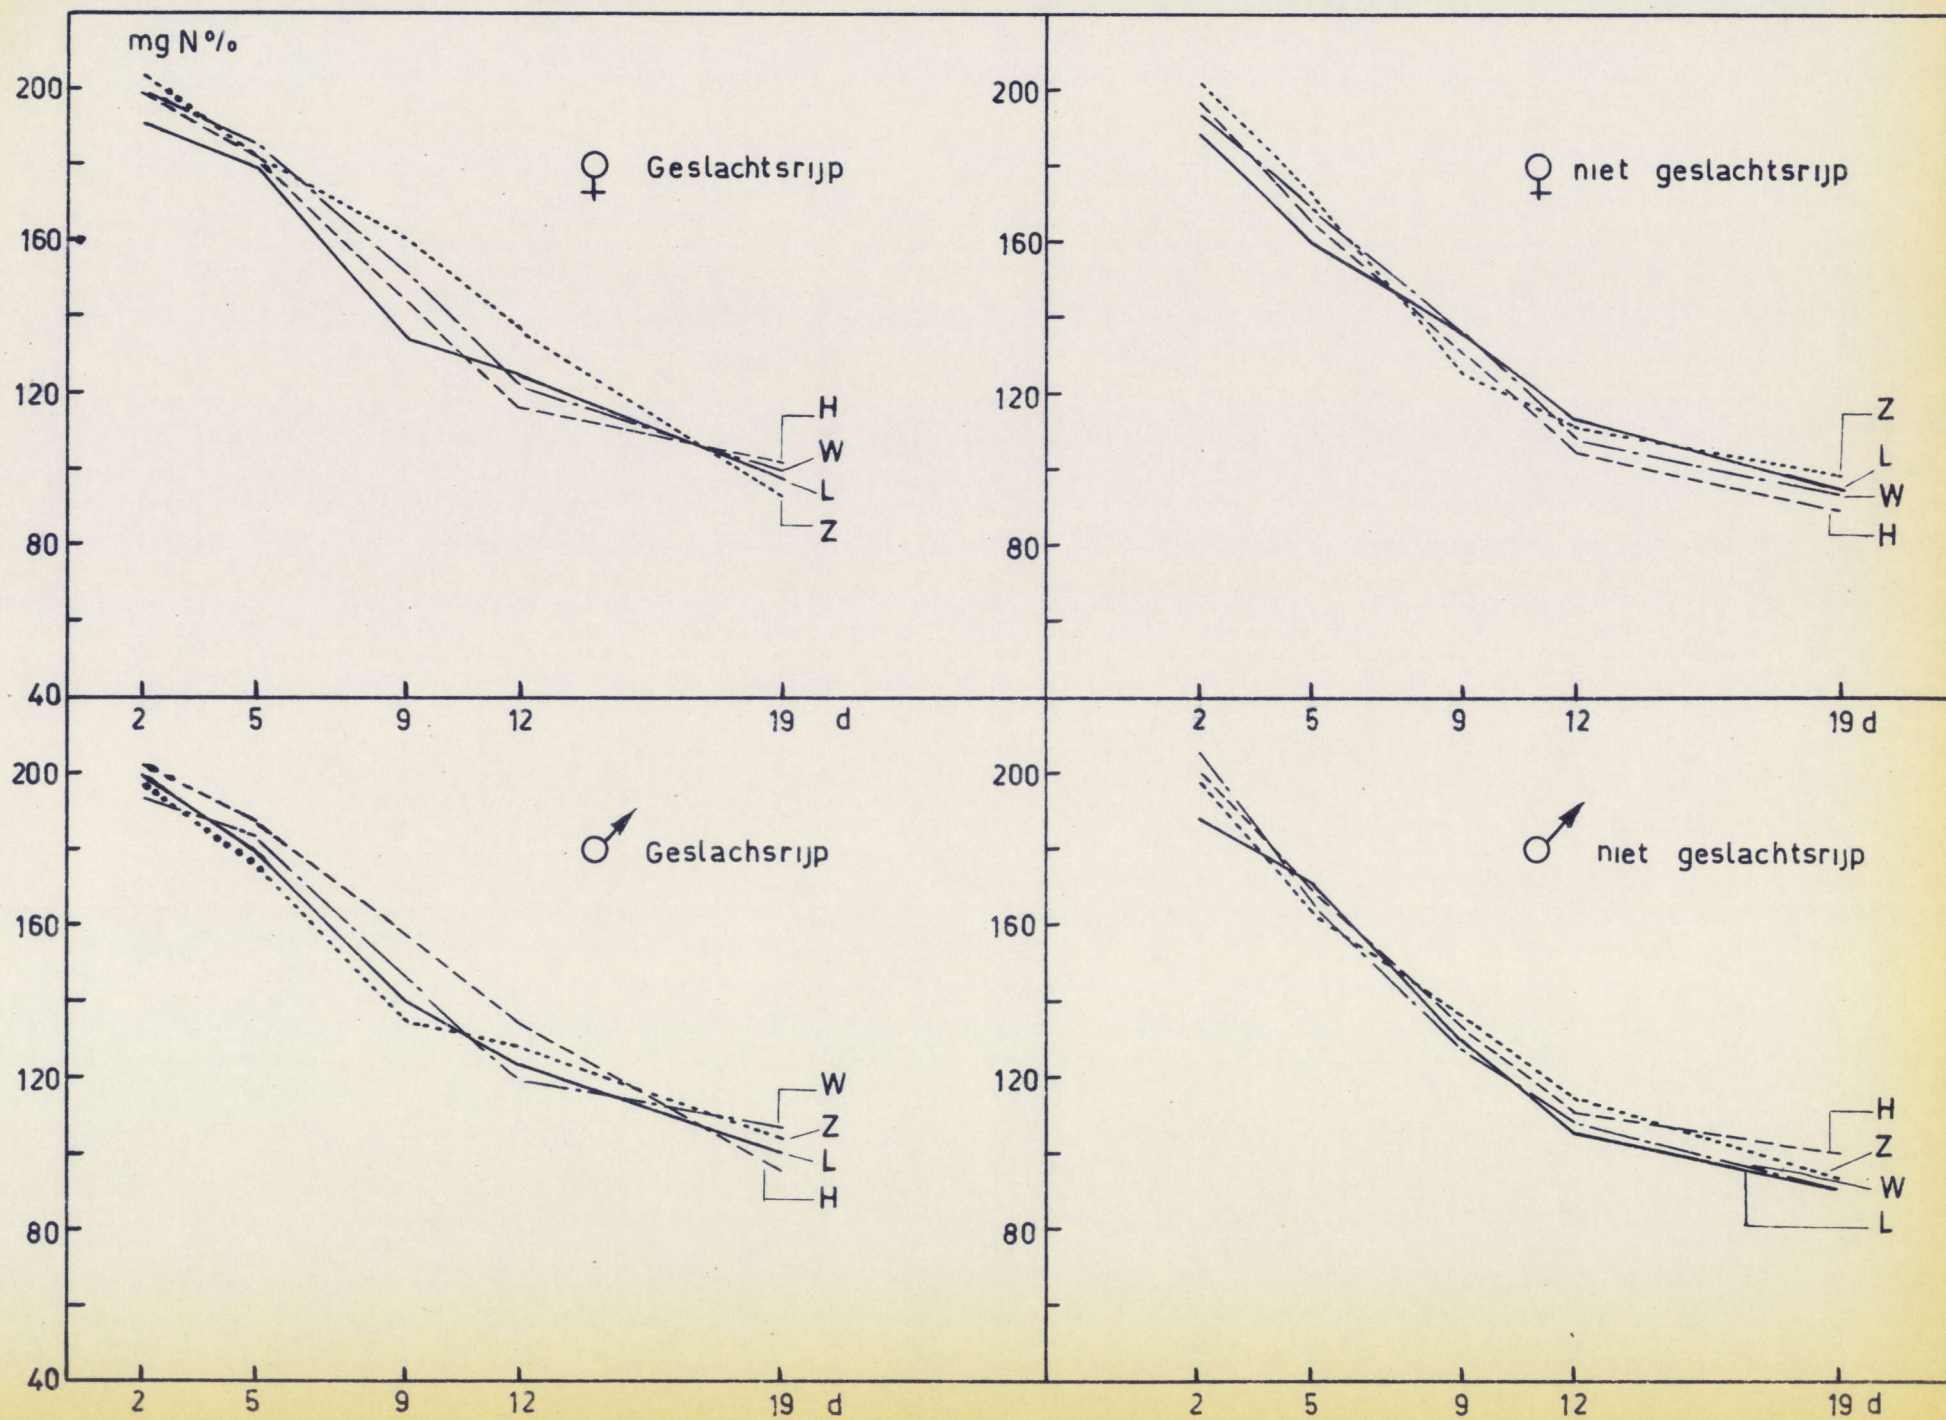 mg N%
200
♀ Geslachtsrijp
160
120
H
W
L
Z
80
40
2 5 9 12 19 d
200
♀ niet geslachtsrijp
160
120
Z
L
W
H
80
2 5 9 12 19 d
200
♂ Geslachsrijp
160
120
W
Z
L
H
80
40
2 5 9 12 19 d
200
♂ niet geslachtsrijp
160
120
H
Z
W
L
80
2 5 9 12 19 d